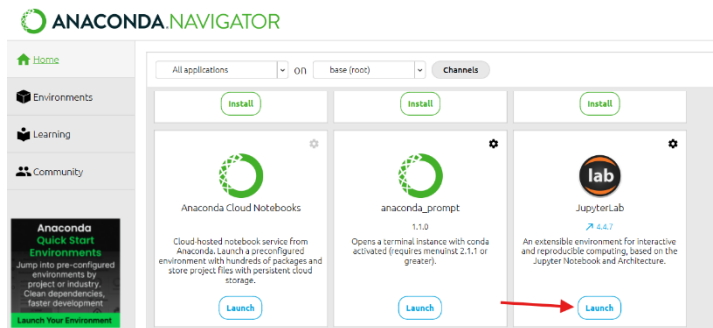 ANACONDA.NAVIGATOR
Home
Environments
Learning
Community
Anaconda
Quick Start
Environments
Jump into pre-configured
environments by
project or industry.
Clean dependencies,
faster development
Launch Your Environment
All applications
on
base (root)
Channels
Install
Install
Install
Anaconda Cloud Notebooks
Cloud-hosted notebook service from
Anaconda. Launch a preconfigured
environment with hundreds of packages and
store project files with persistent cloud
storage.
Launch
anaconda_prompt
1.1.0
Opens a terminal instance with conda
activated (requires menuinst 2.1.1 or
greater).
Launch
lab
JupyterLab
4.4.7
An extensible environment for interactive
and reproducible computing, based on the
Jupyter Notebook and Architecture.
Launch